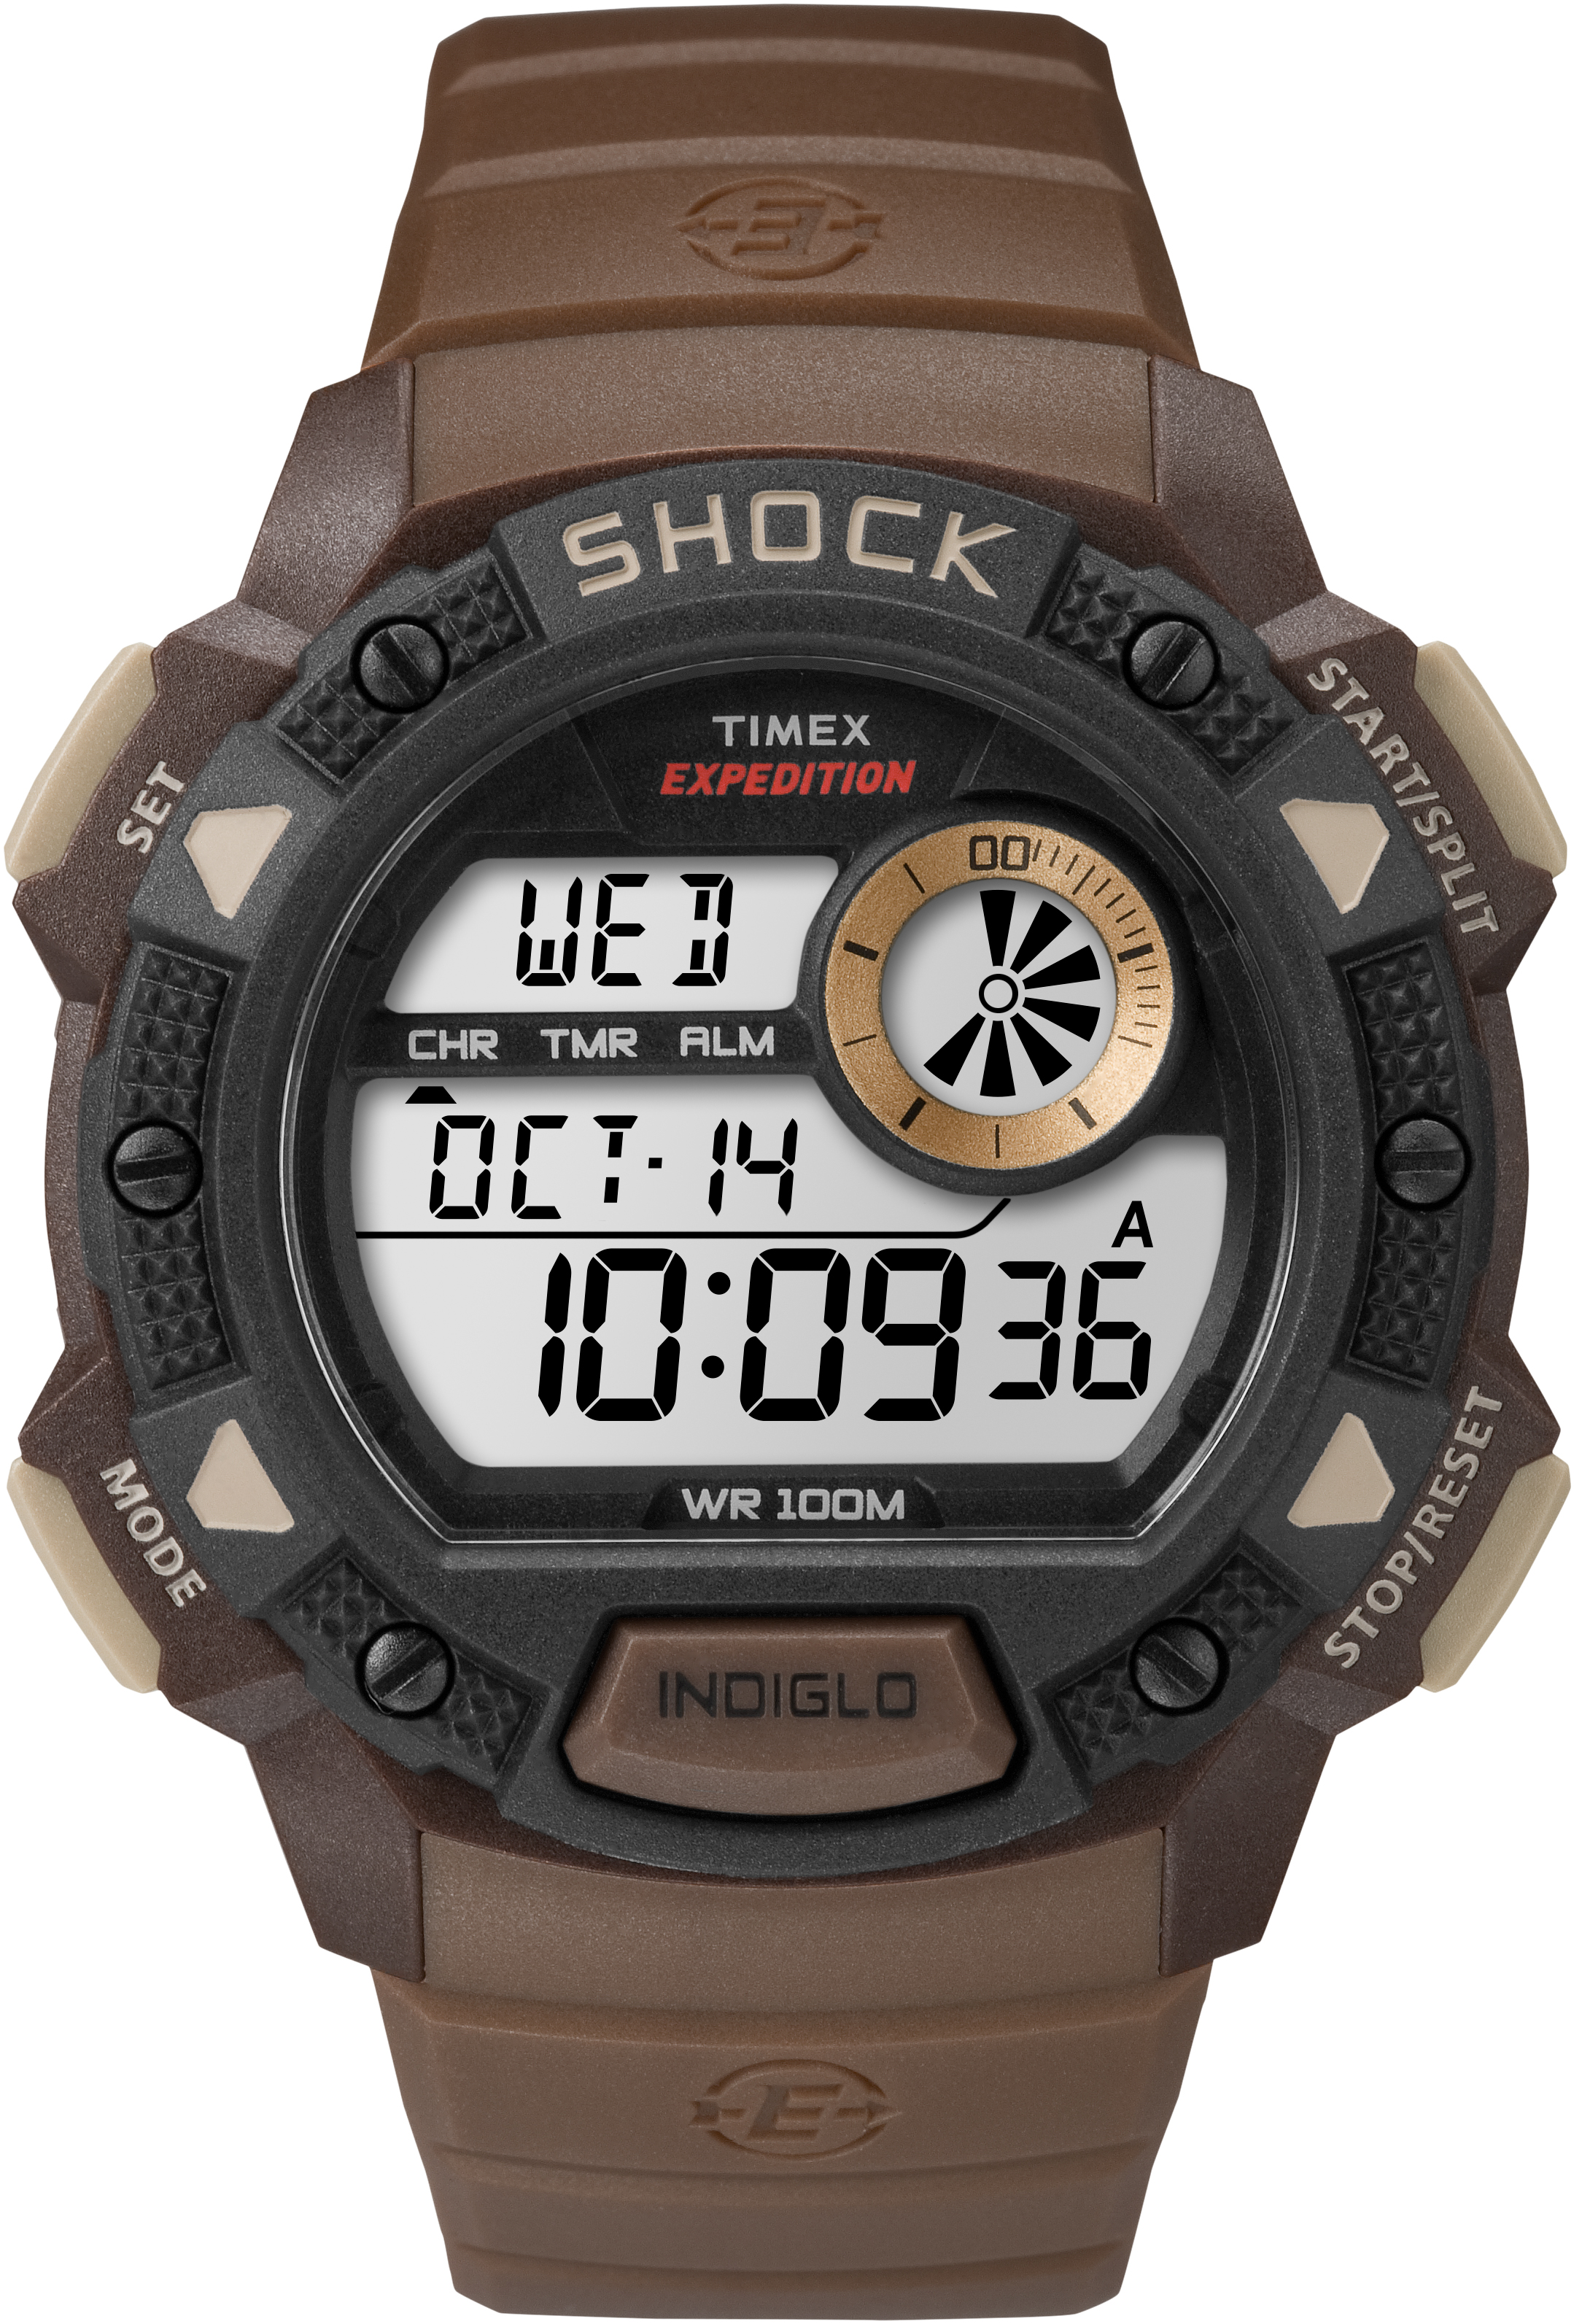 SHOCK
TIMEX
EXPEDITION
SET
START/SPLIT
00
WED
CHR TMR ALM
OCT-14
A
10:09 36
WR 100M
MODE
STOP/RESET
INDIGLO
E